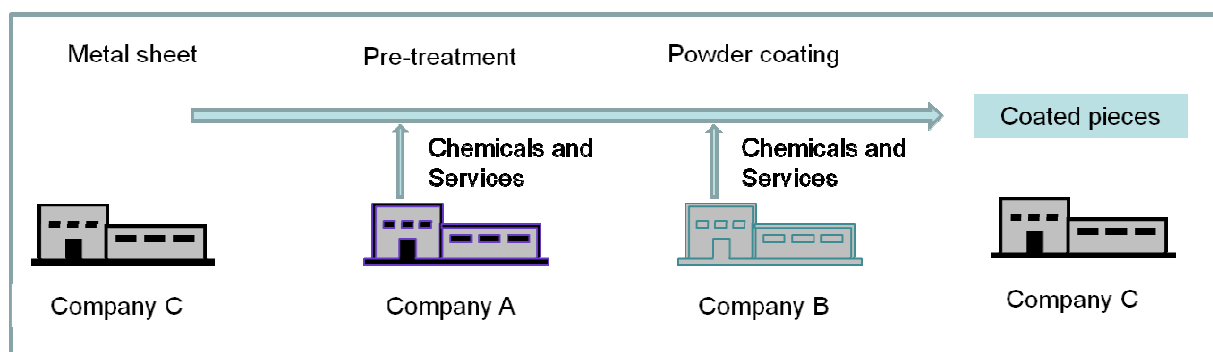 Metal sheet
Pre-treatment
Powder coating
Coated pieces
Chemicals and
Services
Chemicals and
Services
Company C
Company A
Company B
Company C